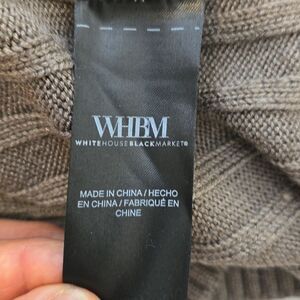 WHBM
WHITEHOUSEBLACKMARKET®
MADE IN CHINA / HECHO
EN CHINA / FABRIQUÉ EN
CHINE